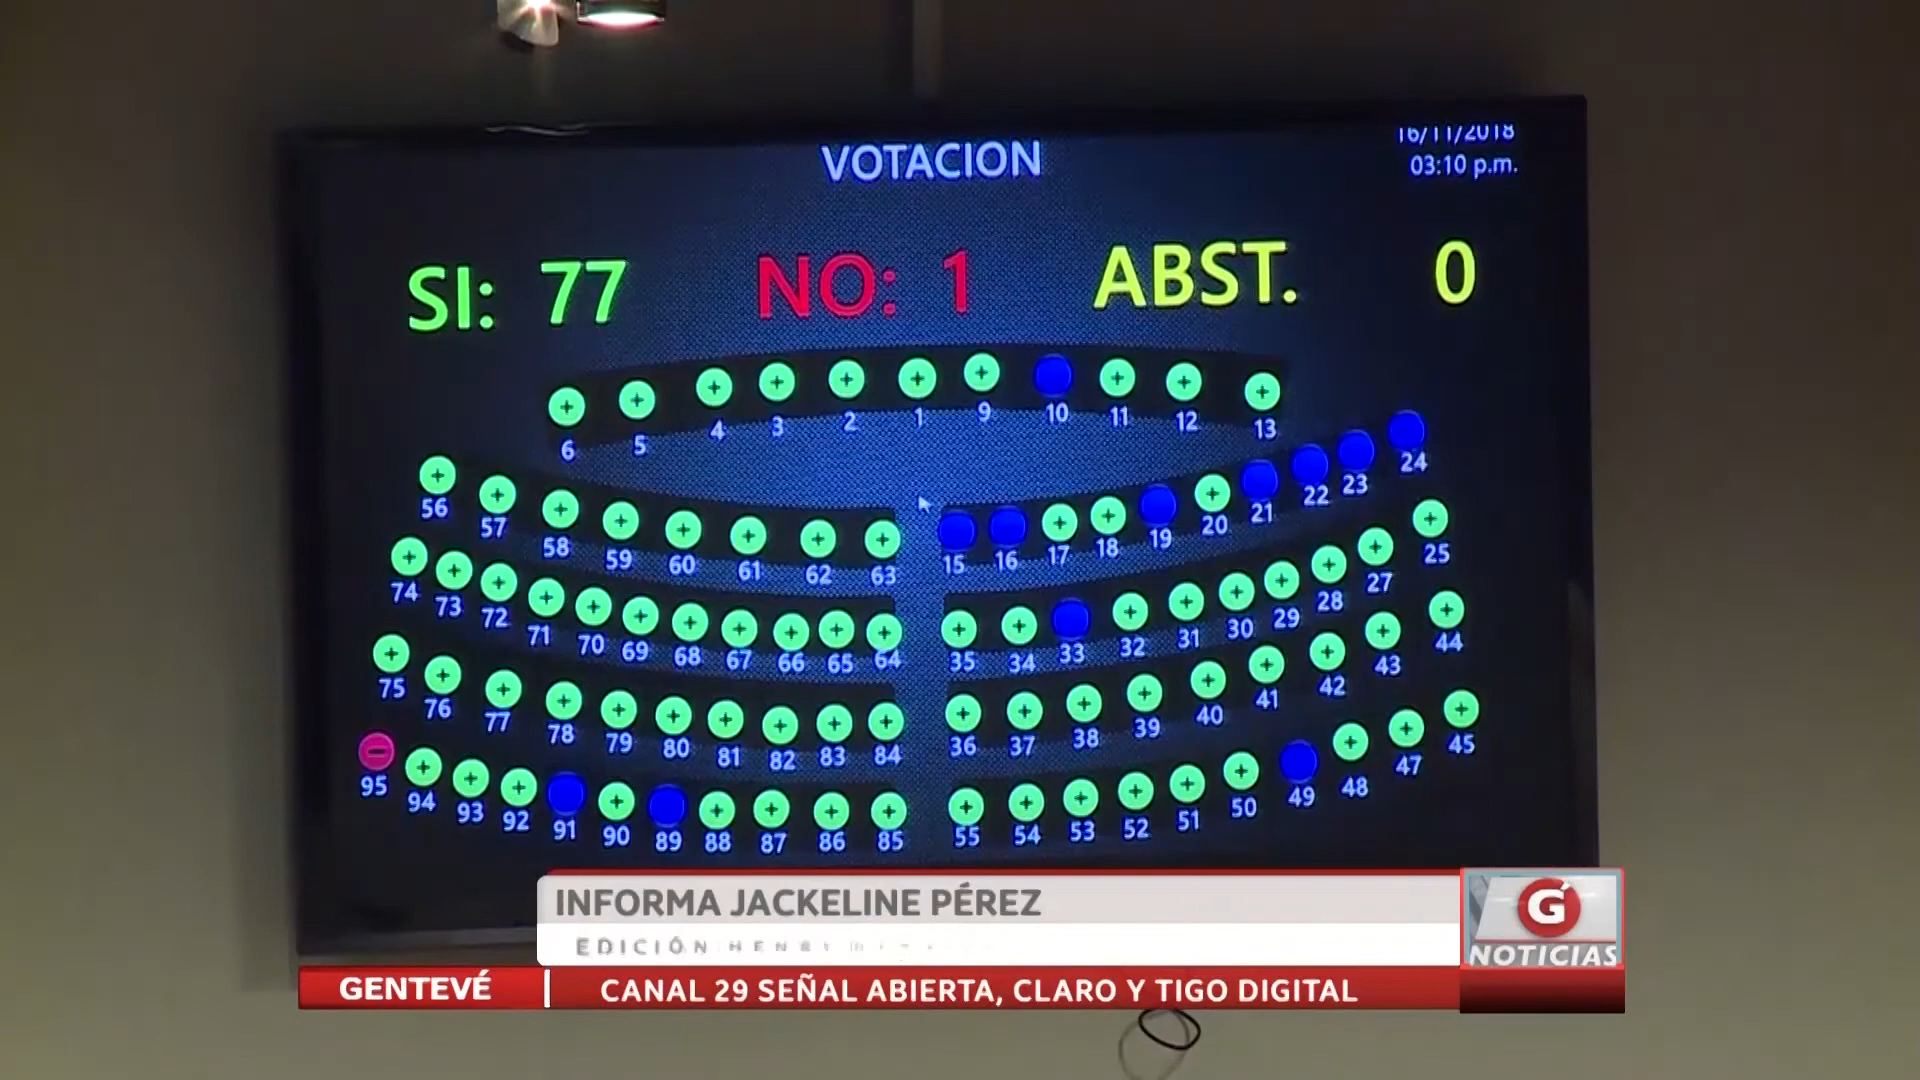 VOTACION
16/11/2018
03:10 p.m.
SI: 77 NO: 1 ABST. 0
6 5 4 3 2 1 9 10 11 12 13
56 57 58 59 60 61 62 63 15 16 17 18 19 20 21 22 23 24
74 73 72 71 70 69 68 67 66 65 64 35 34 33 32 31 30 29 28 27 25
75 76 77 78 79 80 81 82 83 84 36 37 38 39 40 41 42 43 44
95 94 93 92 91 90 89 88 87 86 85 55 54 53 52 51 50 49 48 47 45
INFORMA JACKELINE PÉREZ
EDICIÓN
G NOTICIAS
GENTEVÉ CANAL 29 SEÑAL ABIERTA, CLARO Y TIGO DIGITAL